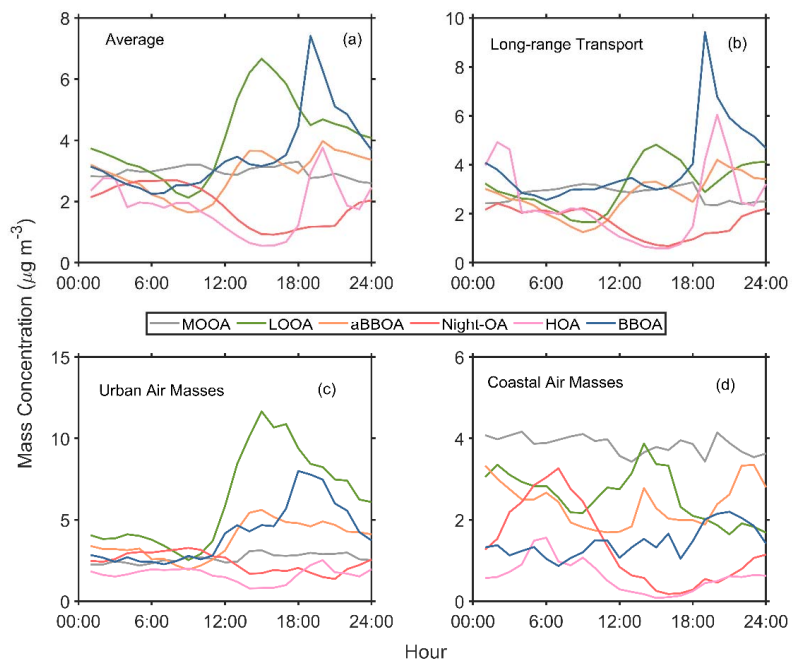 Average (a)
8
6
4
2
0
00:00 6:00 12:00 18:00 24:00
Long-range Transport (b)
10
8
6
4
2
0
00:00 6:00 12:00 18:00 24:00
MOOA LOOA aBBOA Night-OA HOA BBOA
Mass Concentration (μg m⁻³)
Urban Air Masses (c)
15
10
5
0
00:00 6:00 12:00 18:00 24:00
Coastal Air Masses (d)
6
4
2
0
00:00 6:00 12:00 18:00 24:00
Hour